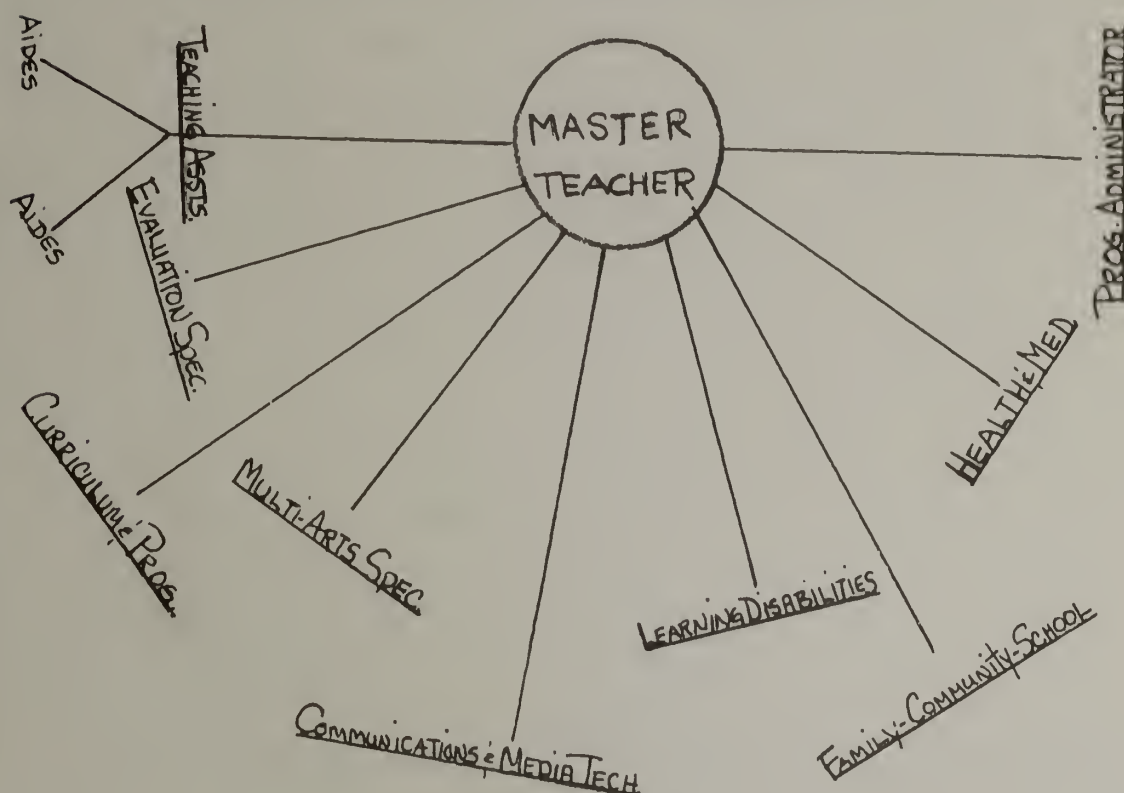 MASTER
TEACHER
PROG. ADMINISTRATOR
HEALTH & MED
FAMILY-COMMUNITY-SCHOOL
LEARNING DISABILITIES
COMMUNICATIONS & MEDIA TECH
MULTI-ARTS SPEC.
CURRICULUM & PROG.
EVALUATION SPEC.
TEACHING ASSTS.
AIDES
AIDES